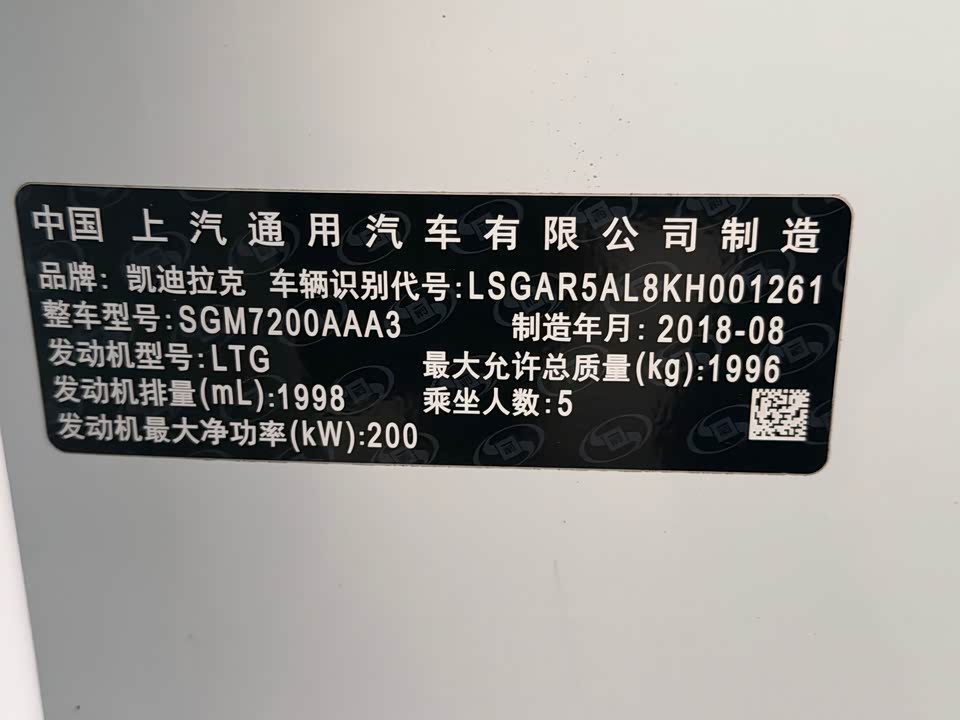 中国 上汽通用汽车有限公司制造
品牌: 凯迪拉克 车辆识别代号:LSGAR5AL8KH001261
整车型号:SGM7200AAA3 制造年月: 2018-08
发动机型号:LTG 最大允许总质量(kg):1996
发动机排量(mL):1998 乘坐人数:5
发动机最大净功率(kW):200